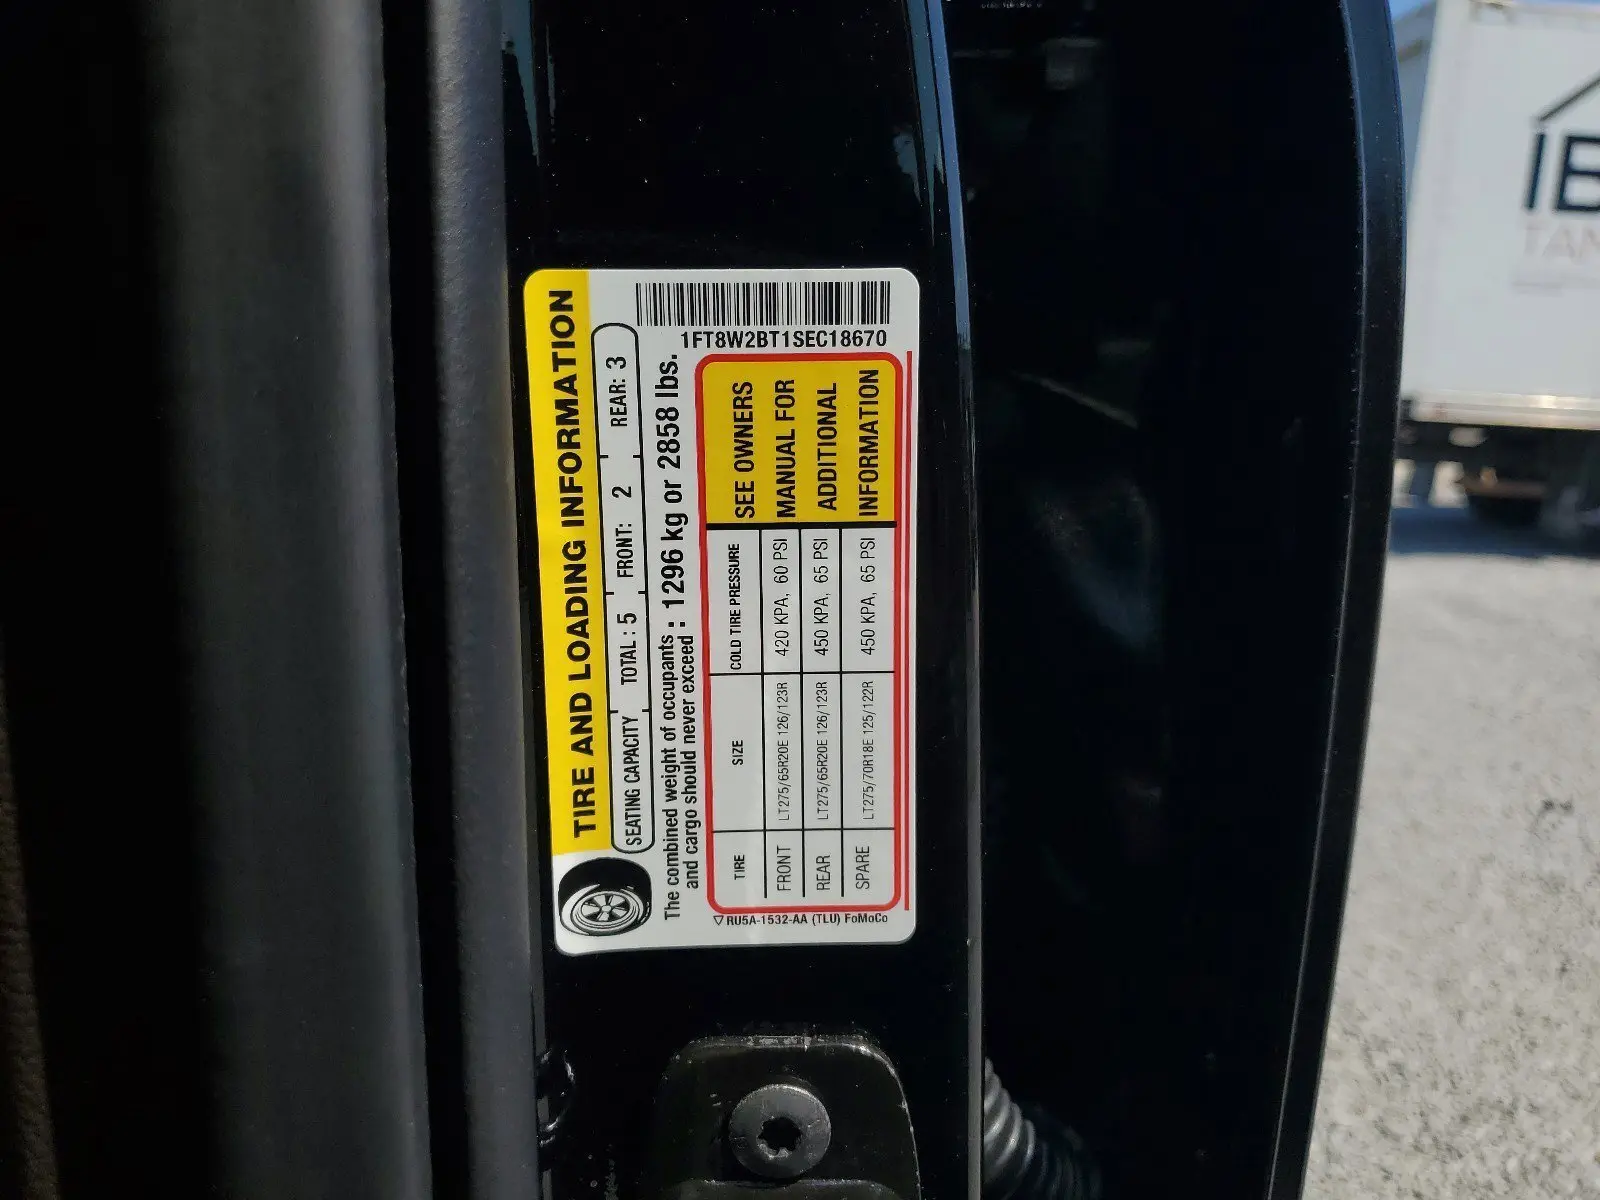 TIRE AND LOADING INFORMATION
SEATING CAPACITY TOTAL: 5 FRONT: 2 REAR: 3
The combined weight of occupants and cargo should never exceed : 1296 kg or 2858 lbs.
1FT8W2BT1SEC18670
TIRE SIZE COLD TIRE PRESSURE
FRONT LT275/65R20E 126/123R 420 KPA, 60 PSI
REAR LT275/65R20E 126/123R 450 KPA, 65 PSI
SPARE LT275/70R18E 125/122R 450 KPA, 65 PSI
SEE OWNERS
MANUAL FOR
ADDITIONAL
INFORMATION
RU5A-1532-AA (TLU) FoMoCo
IB
TAN